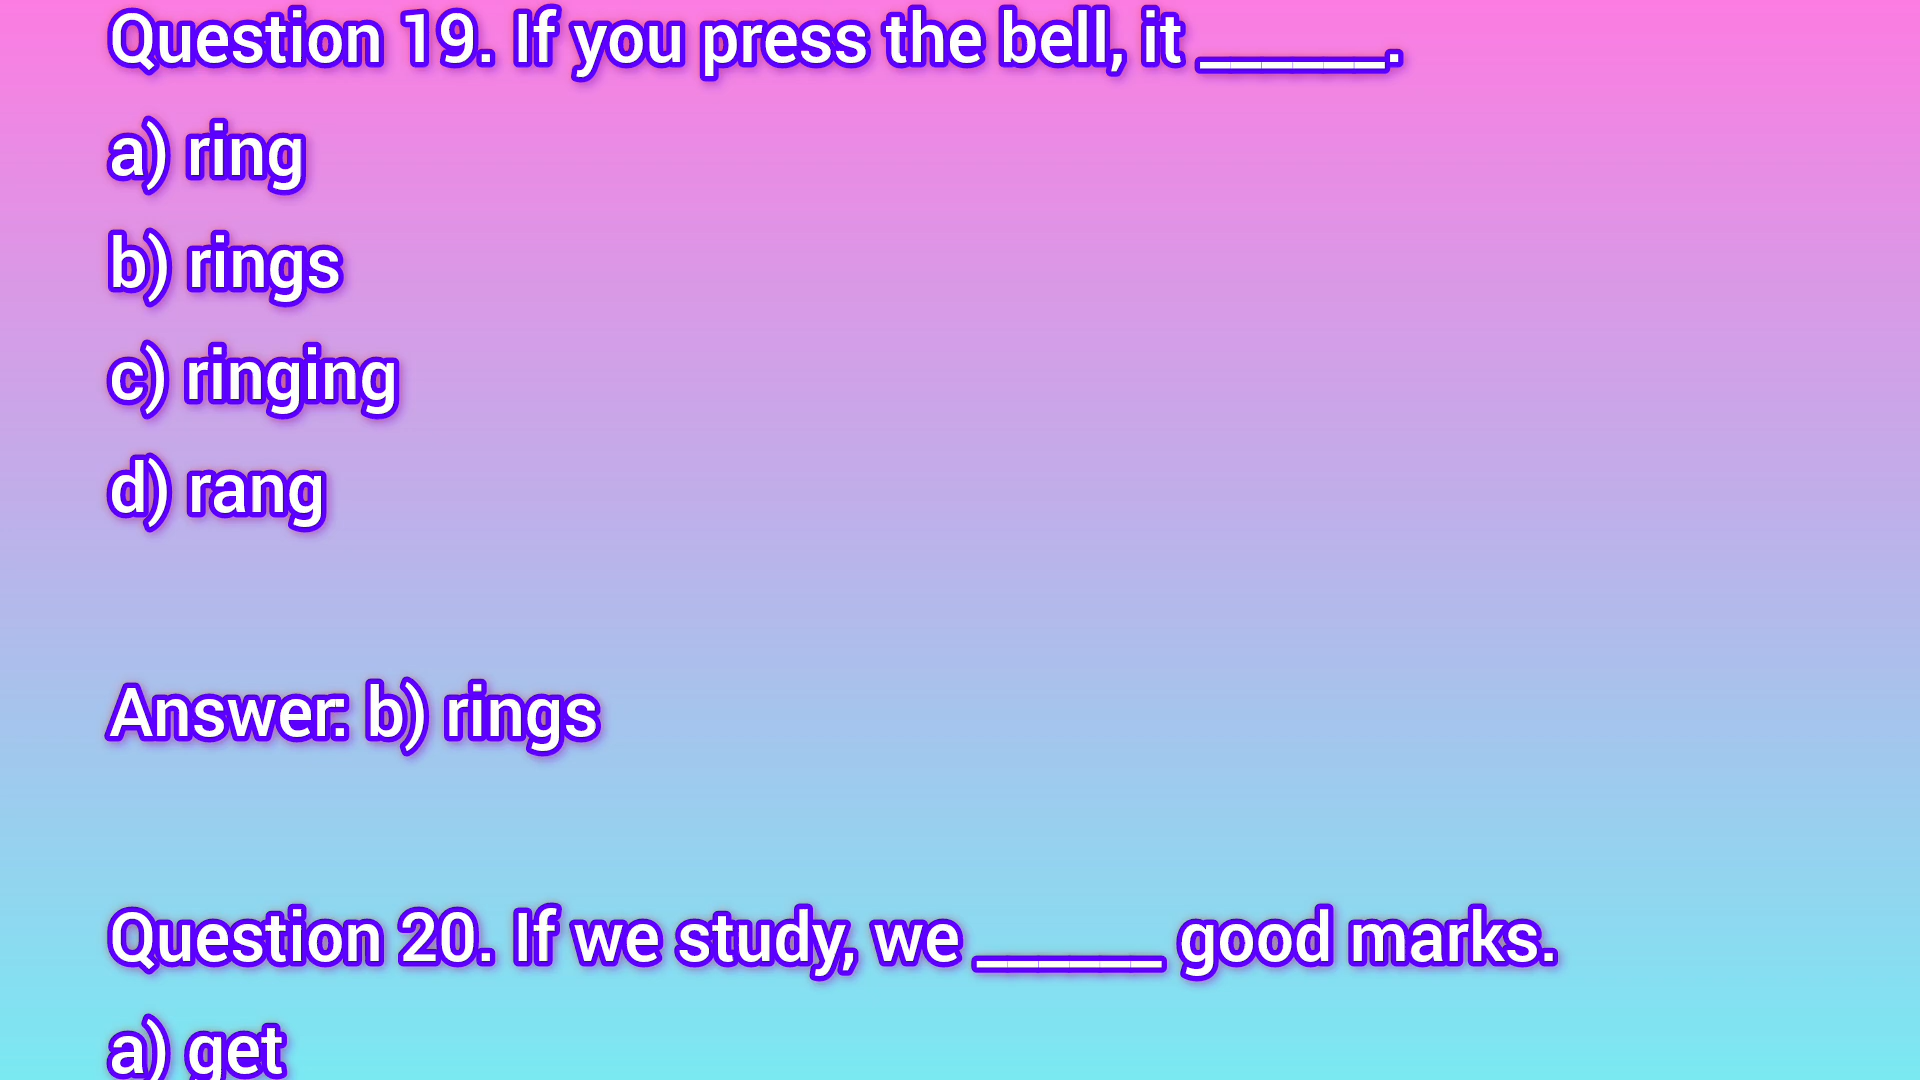 Question 19. If you press the bell, it ______.
a) ring
b) rings
c) ringing
d) rang
Answer: b) rings
Question 20. If we study, we ______ good marks.
a) get